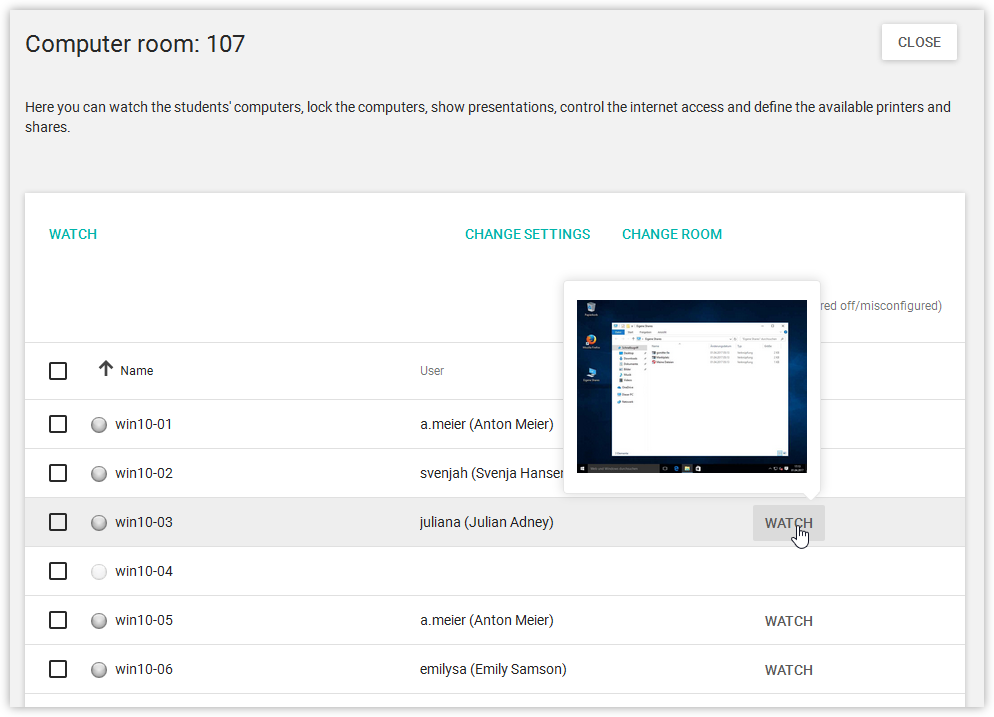 Computer room: 107
CLOSE
Here you can watch the students' computers, lock the computers, show presentations, control the internet access and define the available printers and
shares.
WATCH
CHANGE SETTINGS
CHANGE ROOM
red off/misconfigured)
Name
User
win10-01
a.meier (Anton Meier)
win10-02
svenjah (Svenja Hansen
win10-03
juliana (Julian Adney)
WATCH
win10-04
win10-05
a.meier (Anton Meier)
WATCH
win10-06
emilysa (Emily Samson)
WATCH